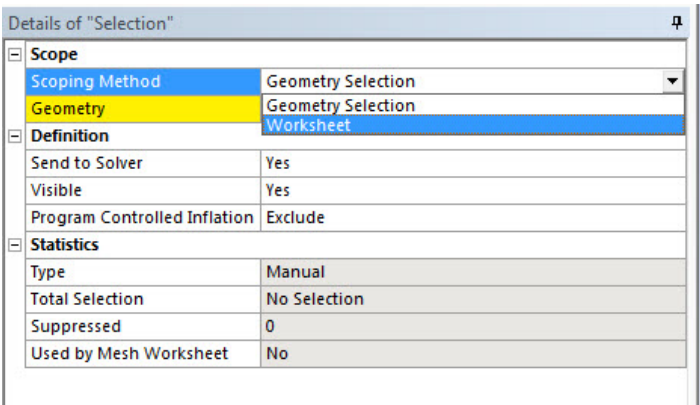 Details of "Selection"
Scope
Scoping Method Geometry Selection
Geometry Geometry Selection
Worksheet
Definition
Send to Solver Yes
Visible Yes
Program Controlled Inflation Exclude
Statistics
Type Manual
Total Selection No Selection
Suppressed 0
Used by Mesh Worksheet No